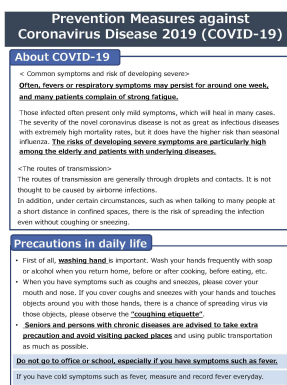 Prevention Measures against
Coronavirus Disease 2019 (COVID-19)
About COVID-19
< Common symptoms and risk of developing severe>
Often, fevers or respiratory symptoms may persist for around one week,
and many patients complain of strong fatigue.
Those infected often present only mild symptoms, which will heal in many cases.
The severity of the novel coronavirus disease is not as great as infectious diseases
with extremely high mortality rates, but it does have the higher risk than seasonal
influenza. The risks of developing severe symptoms are particularly high
among the elderly and patients with underlying diseases.
<The routes of transmission>
The routes of transmission are generally through droplets and contacts. It is not
thought to be caused by airborne infections.
In addition, under certain circumstances, such as when talking to many people at
a short distance in confined spaces, there is the risk of spreading the infection
even without coughing or sneezing.
Precautions in daily life
• First of all, washing hand is important. Wash your hands frequently with soap
or alcohol when you return home, before or after cooking, before eating, etc.
• When you have symptoms such as coughs and sneezes, please cover your
mouth and nose. If you cover coughs and sneezes with your hands and touches
objects around you with those hands, there is a chance of spreading virus via
those objects, please observe the "coughing etiquette".
• Seniors and persons with chronic diseases are advised to take extra
precaution and avoid visiting packed places and using public transportation
as much as possible.
Do not go to office or school, especially if you have symptoms such as fever.
If you have cold symptoms such as fever, measure and record fever everyday.